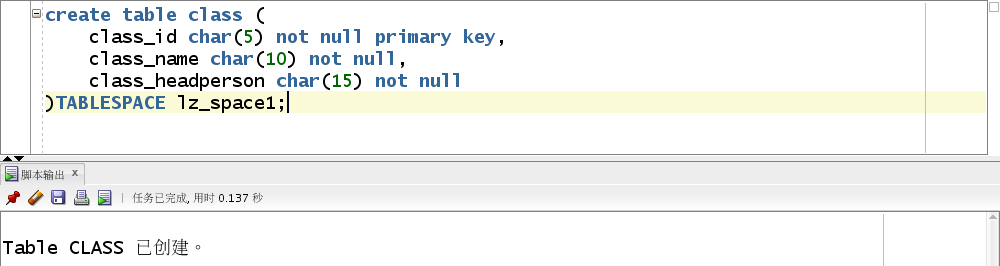 create table class (
class_id char(5) not null primary key,
class_name char(10) not null,
class_headperson char(15) not null
)TABLESPACE lz_space1;
脚本输出 x
任务已完成, 用时 0.137 秒
Table CLASS 已创建。